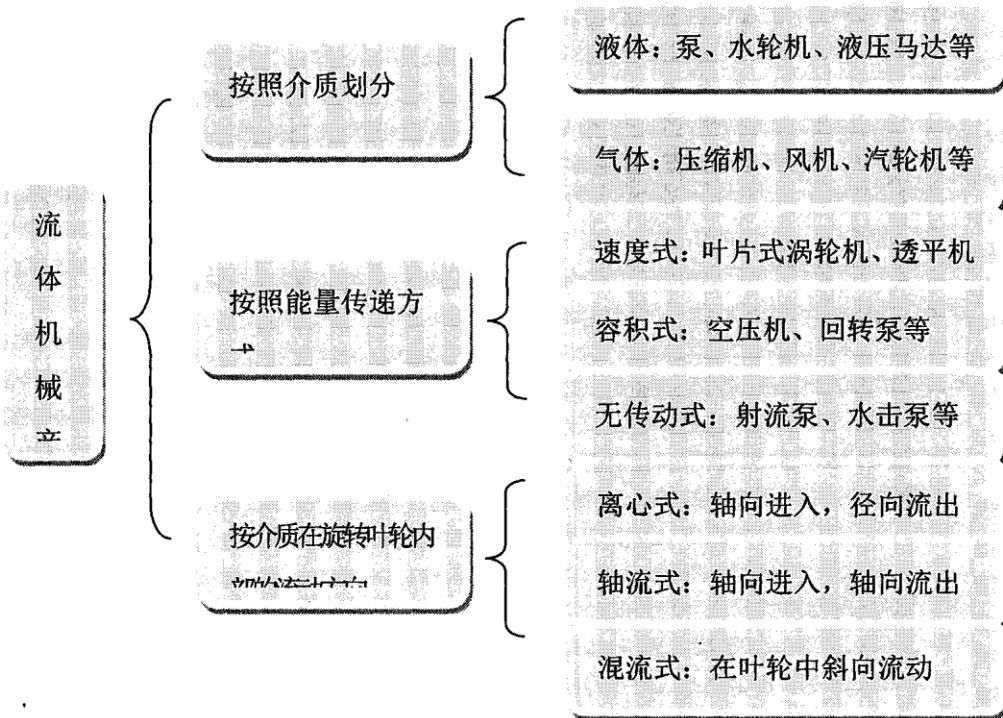 流
体
机
械
按照介质划分
液体：泵、水轮机、液压马达等
气体：压缩机、风机、汽轮机等
按照能量传递方
速度式：叶片式涡轮机、透平机
容积式：空压机、回转泵等
无传动式：射流泵、水击泵等
按介质在旋转叶轮内
离心式：轴向进入，径向流出
轴流式：轴向进入，轴向流出
混流式：在叶轮中斜向流动